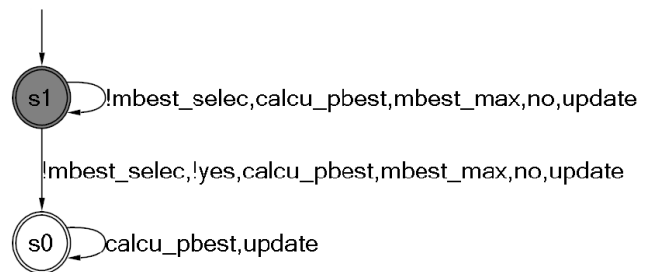 s1
!mbest_selec,calcu_pbest,mbest_max,no,update
!mbest_selec,!yes,calcu_pbest,mbest_max,no,update
s0
calcu_pbest,update